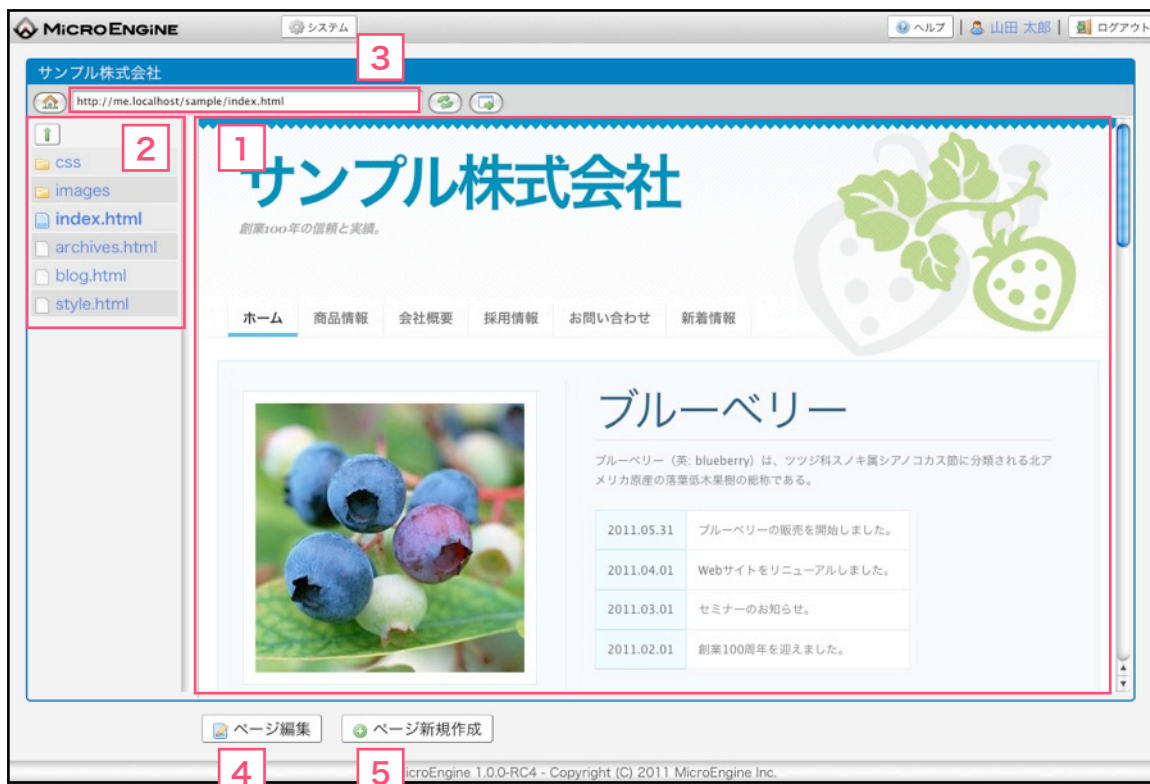 MICROENGINE
システム
ヘルプ | 山田 太郎 | ログアウト
3
サンプル株式会社
http://me.localhost/sample/index.html
2
css
images
index.html
archives.html
blog.html
style.html
1
サンプル株式会社
創業100年の信頼と実績。
ホーム 商品情報 会社概要 採用情報 お問い合わせ 新着情報
ブルーベリー
ブルーベリー（英: blueberry）は、ツツジ科スノキ属シアノコカス節に分類される北ア
メリカ原産の落葉低木果樹の総称である。
2011.05.31 ブルーベリーの販売を開始しました。
2011.04.01 Webサイトをリニューアルしました。
2011.03.01 セミナーのお知らせ。
2011.02.01 創業100周年を迎えました。
ページ編集 ページ新規作成
4 5
icroEngine 1.0.0-RC4 - Copyright (C) 2011 MicroEngine Inc.